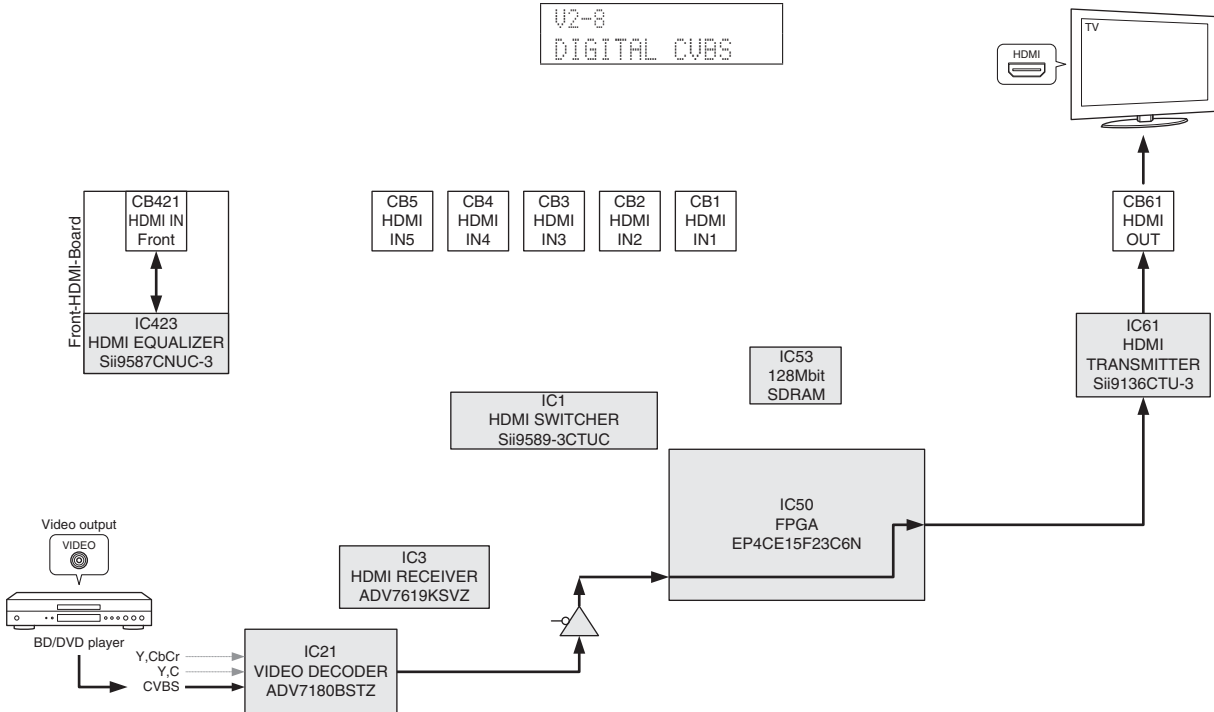 V2-8
DIGITAL CVBS
TV
HDMI
CB421
HDMI IN
Front
CB5
HDMI
IN5
CB4
HDMI
IN4
CB3
HDMI
IN3
CB2
HDMI
IN2
CB1
HDMI
IN1
CB61
HDMI
OUT
Front-HDMI-Board
IC423
HDMI EQUALIZER
Sii9587CNUC-3
IC53
128Mbit
SDRAM
IC61
HDMI
TRANSMITTER
Sii9136CTU-3
IC1
HDMI SWITCHER
Sii9589-3CTUC
IC50
FPGA
EP4CE15F23C6N
Video output
VIDEO
IC3
HDMI RECEIVER
ADV7619KSVZ
BD/DVD player
Y,CbCr
Y,C
CVBS
IC21
VIDEO DECODER
ADV7180BSTZ